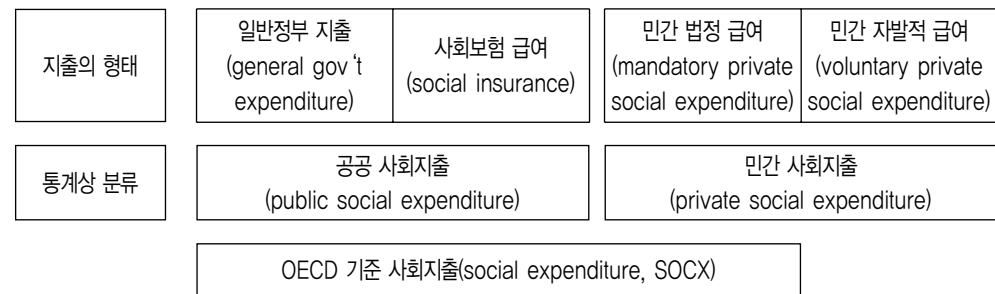 지출의 형태
일반정부 지출
(general gov‘t
expenditure)
사회보험 급여
(social insurance)
민간 법정 급여
(mandatory private
social expenditure)
민간 자발적 급여
(voluntary private
social expenditure)
통계상 분류
공공 사회지출
(public social expenditure)
민간 사회지출
(private social expenditure)
OECD 기준 사회지출(social expenditure, SOCX)